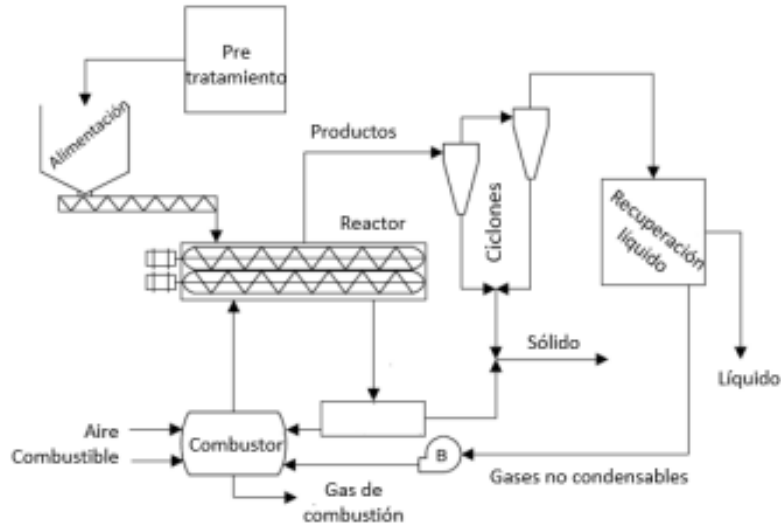 Pre
tratamiento
Alimentación
Productos
Reactor
Ciclones
Recuperación
líquido
Sólido
Líquido
Aire
Combustible
Combustor
B
Gases no condensables
Gas de
combustión